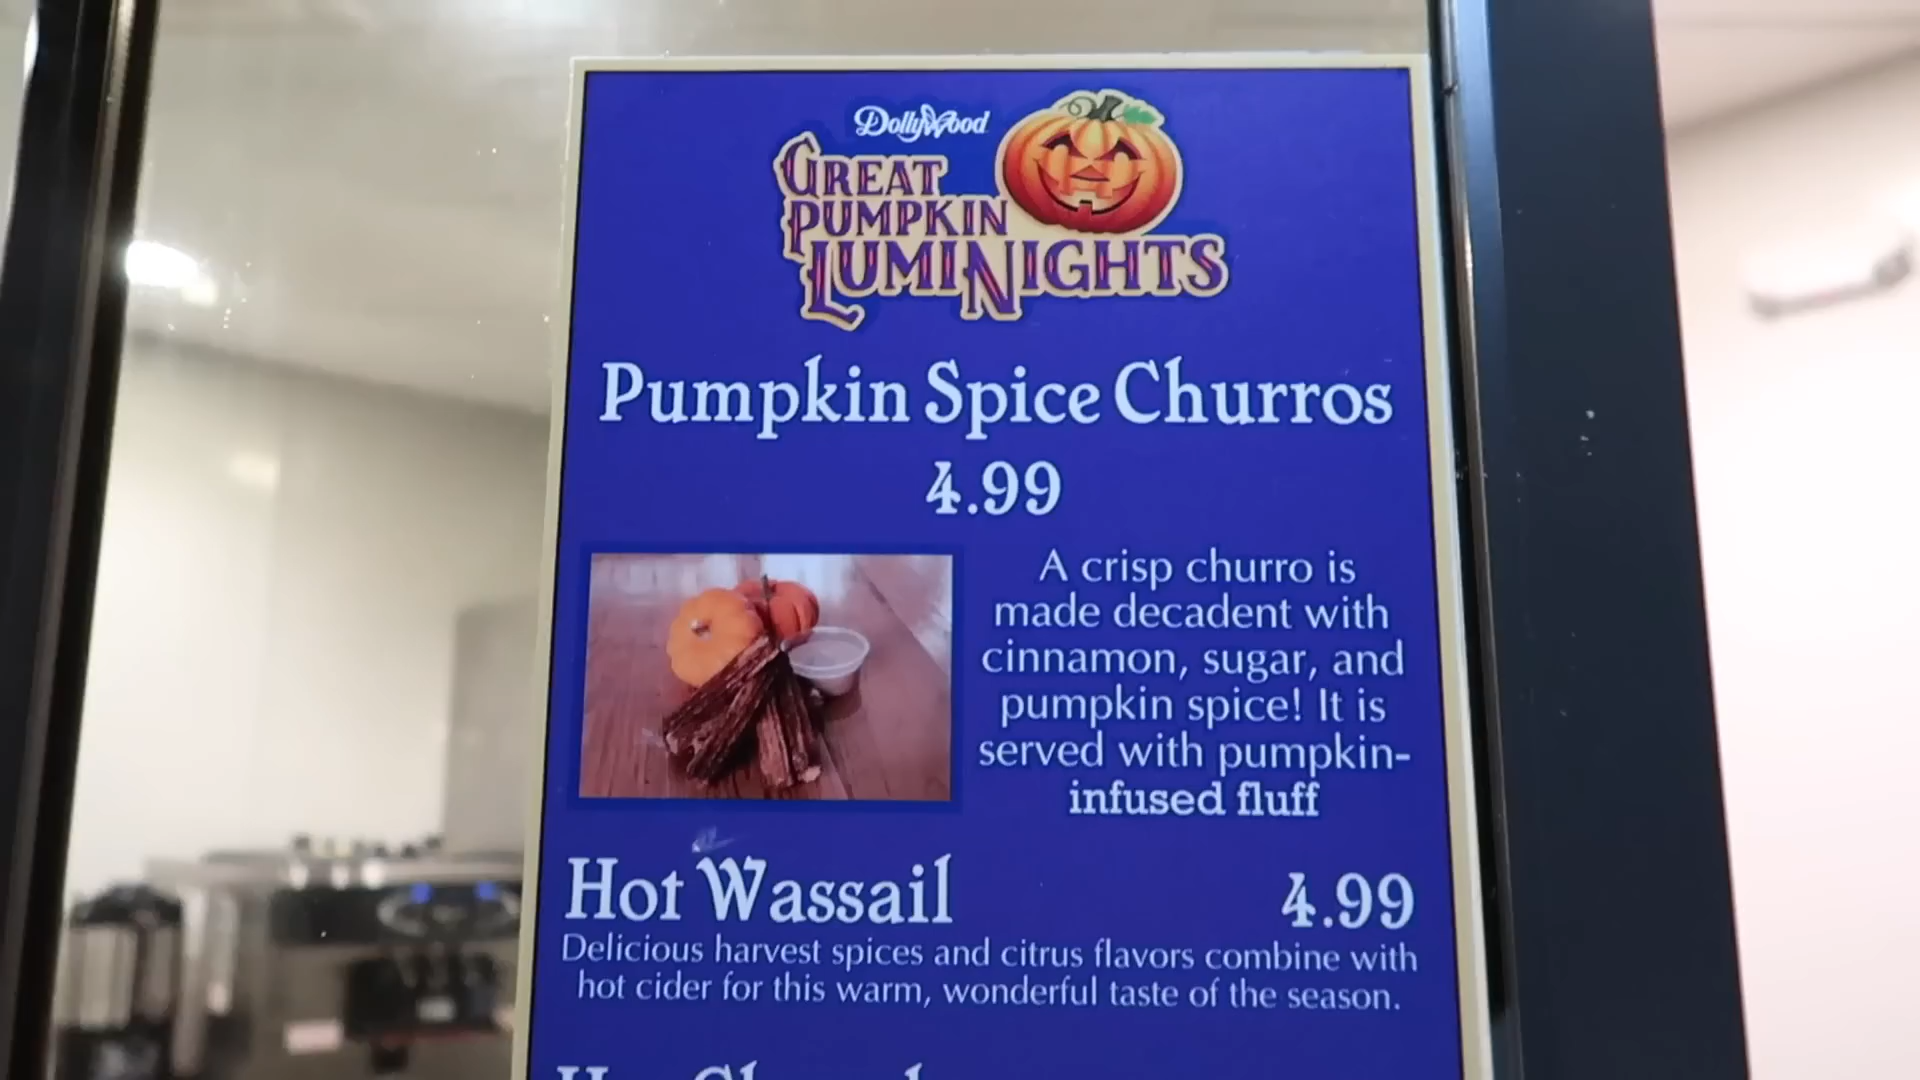 Dollywood
GREAT
PUMPKIN
LUMINIGHTS
Pumpkin Spice Churros
4.99
A crisp churro is
made decadent with
cinnamon, sugar, and
pumpkin spice! It is
served with pumpkin-
infused fluff
Hot Wassail 4.99
Delicious harvest spices and citrus flavors combine with
hot cider for this warm, wonderful taste of the season.